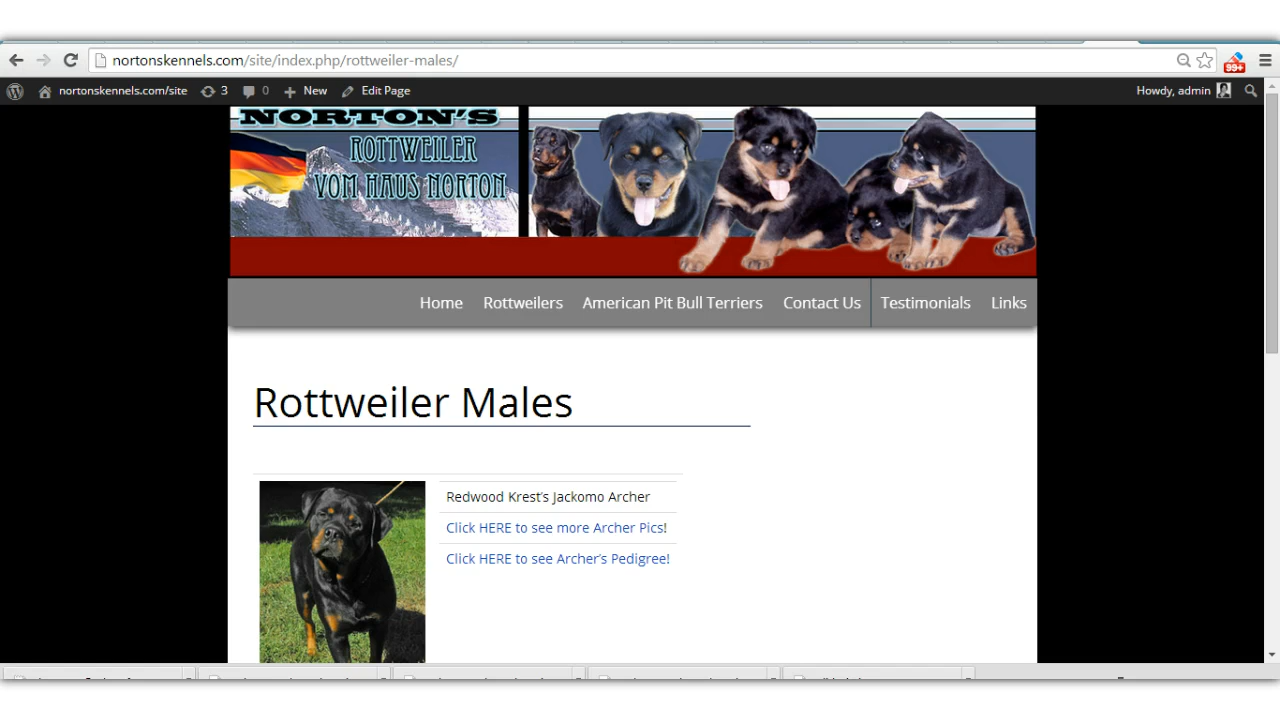 nortonskennels.com/site/index.php/rottweiler-males/
99+
nortonskennels.com/site 3 0 New Edit Page Howdy, admin
NORTON'S
ROTTWEILER
VOM HAUS NORTON
Home Rottweilers American Pit Bull Terriers Contact Us Testimonials Links
Rottweiler Males
Redwood Krest's Jackomo Archer
Click HERE to see more Archer Pics!
Click HERE to see Archer's Pedigree!